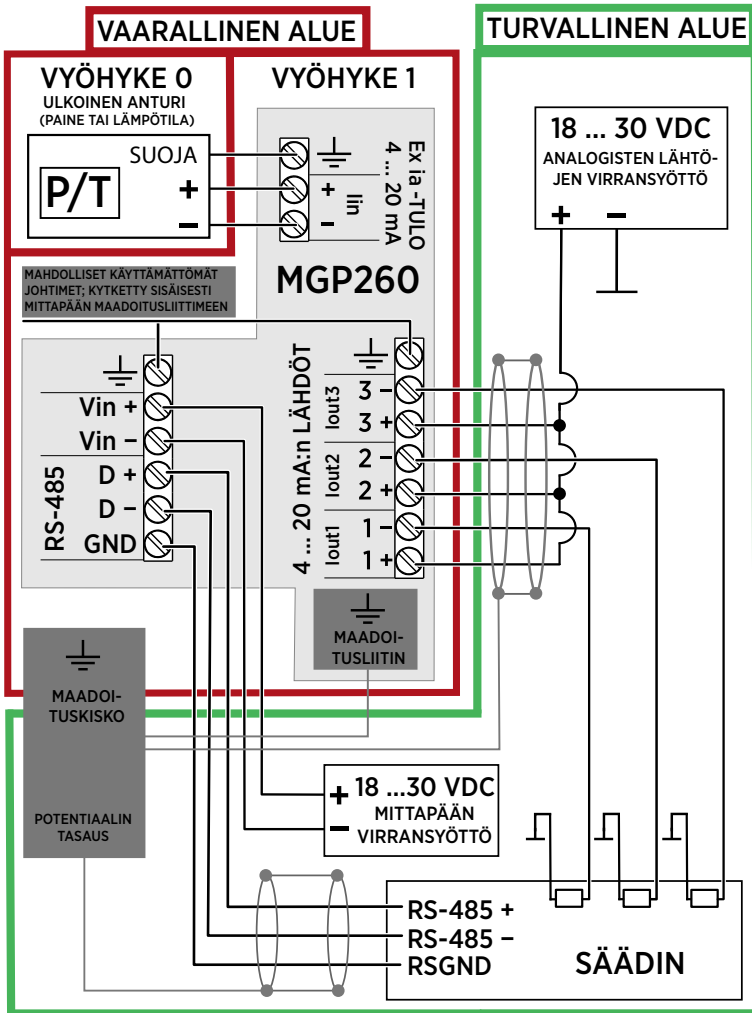 VAARALLINEN ALUE
TURVALLINEN ALUE
VYÖHYKE 0
ULKOINEN ANTURI
(PAINE TAI LÄMPÖTILA)
VYÖHYKE 1
P/T
SUOJA
+
–
+
–
Iin
Ex ia -TULO
4 ... 20 mA
18 ... 30 VDC
ANALOGISTEN LÄHTÖ-
JEN VIRRANSYÖTTÖ
+ –
MGP260
MAHDOLLISET KÄYTTÄMÄTTÖMÄT
JOHTIMET; KYTKETTY SISÄISESTI
MITTAPÄÄN MAADOITUSLIITTIMEEN
Vin +
Vin –
RS-485
D +
D –
GND
4 ... 20 mA:n LÄHDÖT
Iout3
3 –
3 +
Iout2
2 –
2 +
Iout1
1 –
1 +
MAADOI-
TUSLIITIN
MAADOI-
TUSKISKO
POTENTIAALIN
TASAUS
+ 18 ...30 VDC
– MITTAPÄÄN
VIRRANSYÖTTÖ
RS-485 +
RS-485 –
RSGND
SÄÄDIN